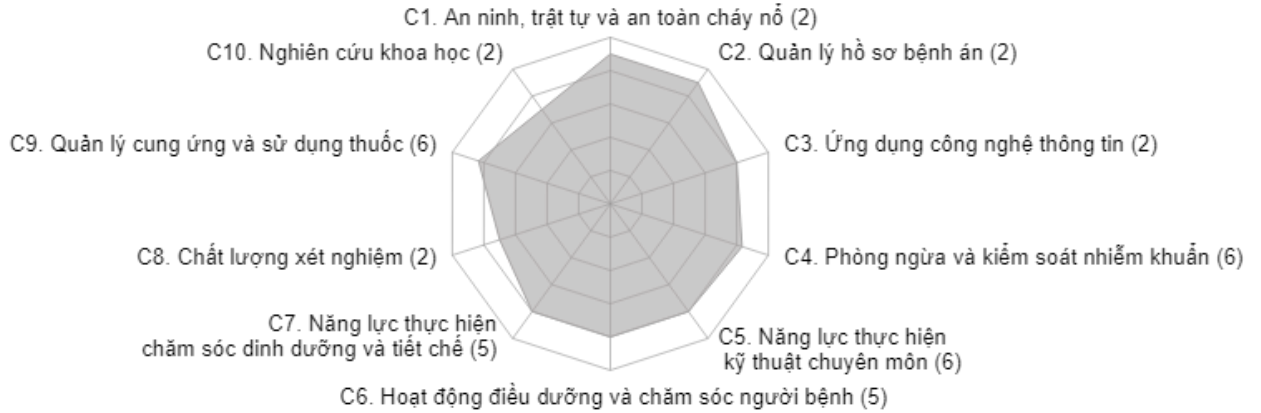 C1. An ninh, trật tự và an toàn cháy nổ (2)
C2. Quản lý hồ sơ bệnh án (2)
C3. Ứng dụng công nghệ thông tin (2)
C4. Phòng ngừa và kiểm soát nhiễm khuẩn (6)
C5. Năng lực thực hiện
kỹ thuật chuyên môn (6)
C6. Hoạt động điều dưỡng và chăm sóc người bệnh (5)
C7. Năng lực thực hiện
chăm sóc dinh dưỡng và tiết chế (5)
C8. Chất lượng xét nghiệm (2)
C9. Quản lý cung ứng và sử dụng thuốc (6)
C10. Nghiên cứu khoa học (2)